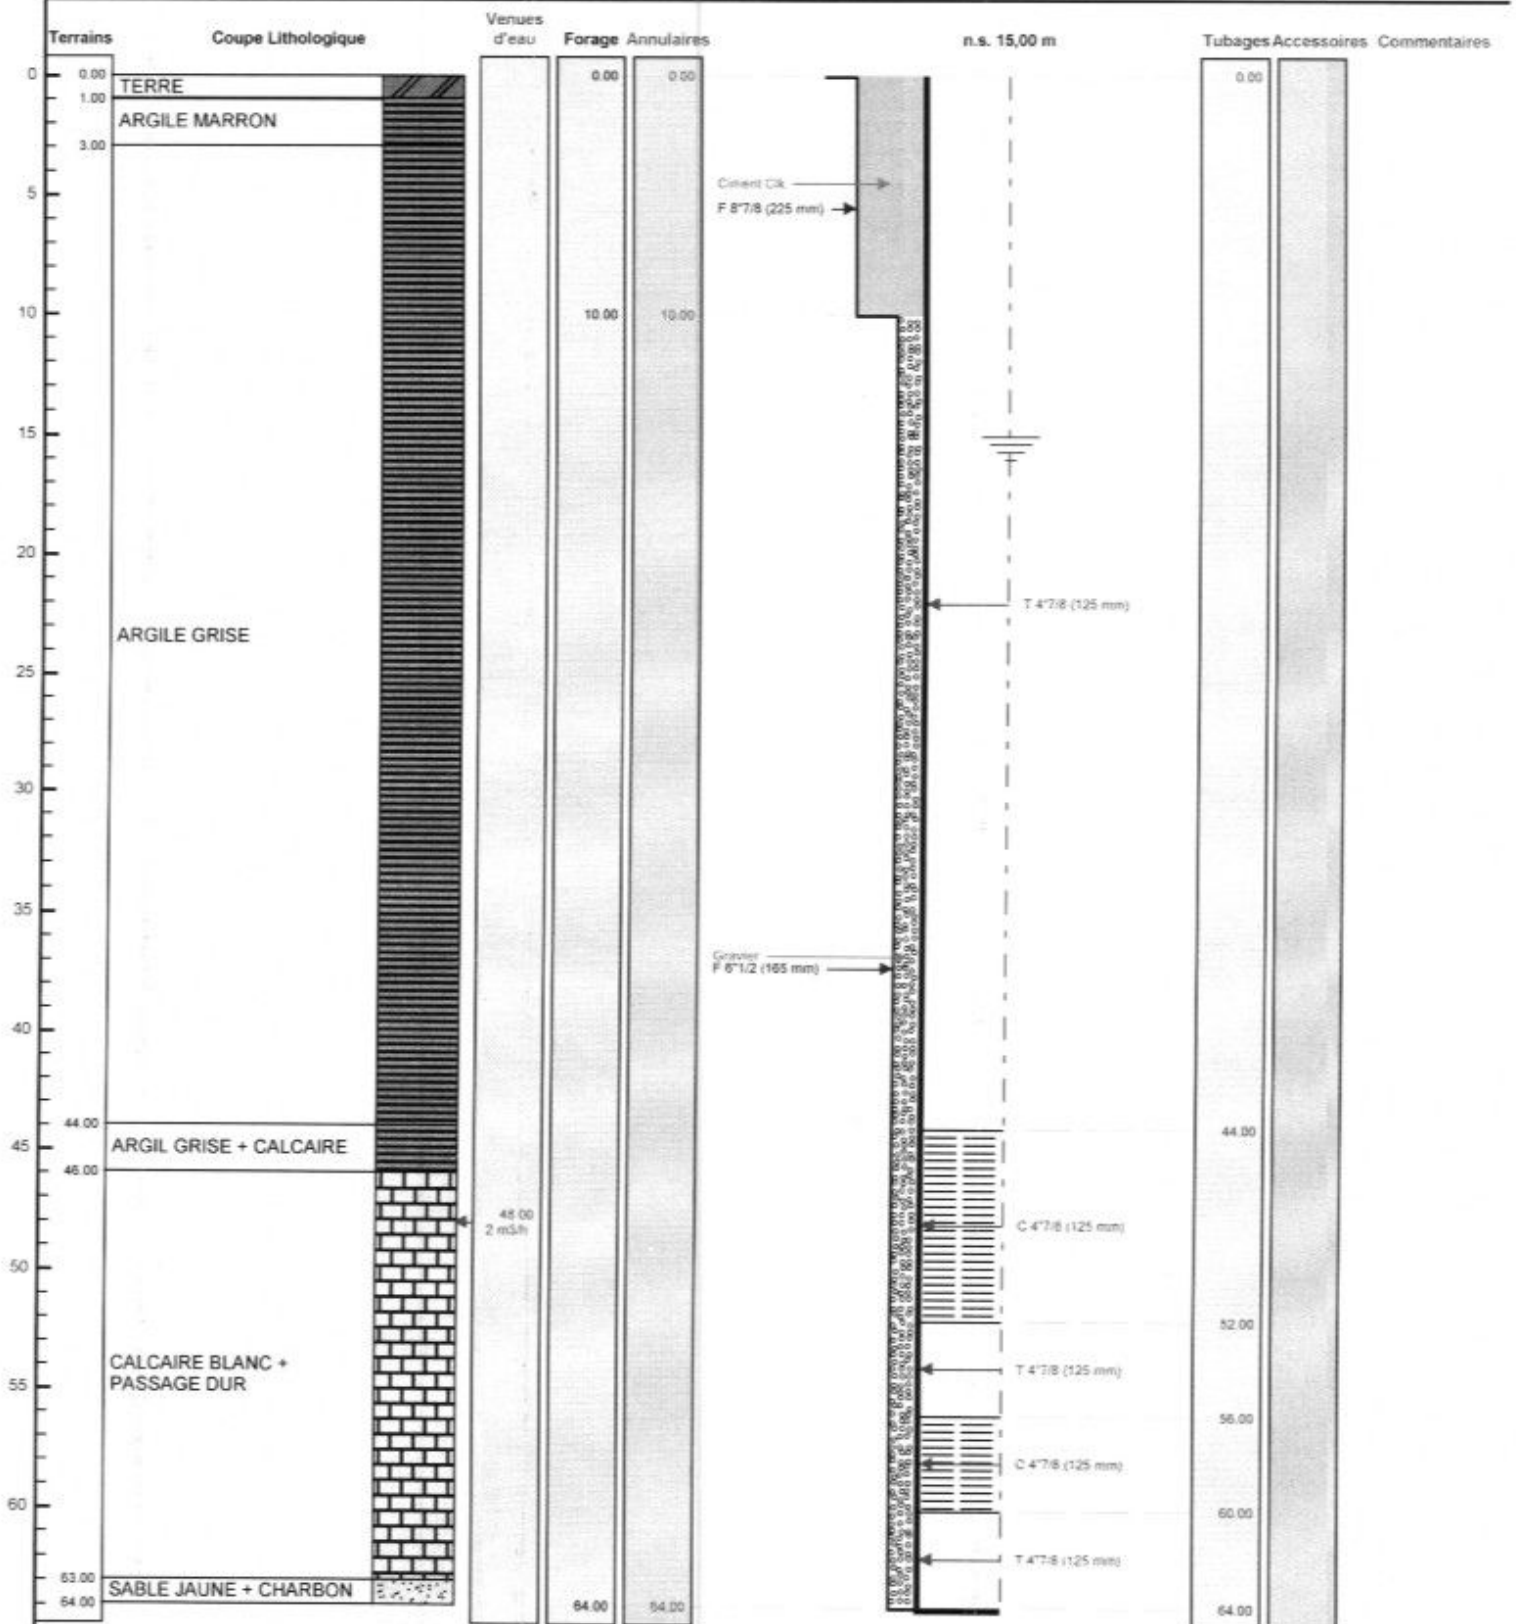 Terrains Coupe Lithologique Venues d'eau Forage Annulaires n.s. 15,00 m Tubages Accessoires Commentaires
0 0.00 0.00 0.00 0.00
TERRE
1.00
ARGILE MARRON
3.00
Ciment Clk
5
F 8"7/8 (225 mm)
10 10.00 10.00
15
20
T 4"7/8 (125 mm)
ARGILE GRISE
25
30
35
Gravier
F 6"1/2 (165 mm)
40
44.00 44.00
45 ARGIL GRISE + CALCAIRE
46.00
48.00
2 m3/h
C 4"7/8 (125 mm)
50
52.00
CALCAIRE BLANC +
PASSAGE DUR
T 4"7/8 (125 mm)
55
56.00
C 4"7/8 (125 mm)
60 60.00
T 4"7/8 (125 mm)
63.00
SABLE JAUNE + CHARBON
64.00 64.00 64.00 64.00